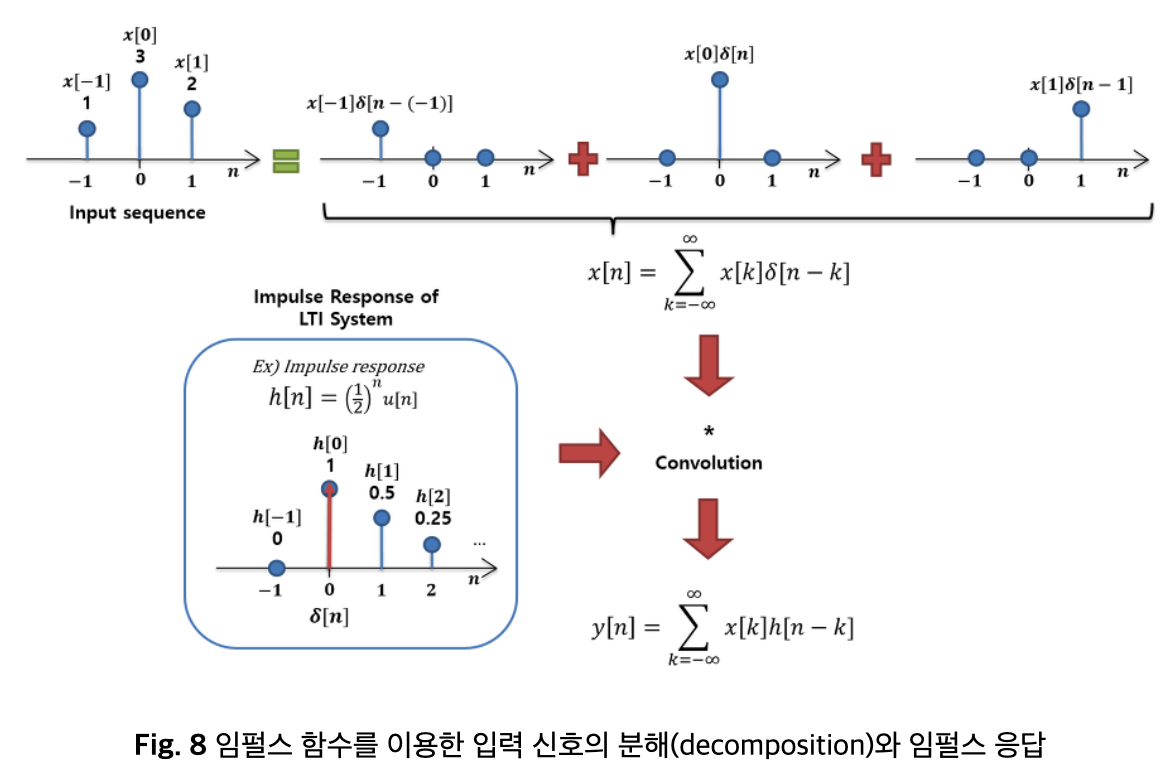 x[0]
3
x[1]
2
x[−1]
1
−1 0 1 n
Input sequence
x[−1]δ[n − (−1)]
−1 0 1 n
x[0]δ[n]
−1 0 1 n
x[1]δ[n − 1]
−1 0 1 n
x[n] = ∑_{k=−∞}^{∞} x[k]δ[n − k]
Impulse Response of
LTI System
Ex) Impulse response
h[n] = (1/2)^n u[n]
h[0]
1
h[1]
0.5
h[2]
0.25
h[−1]
0
...
−1 0 1 2 n
δ[n]
*
Convolution
y[n] = ∑_{k=−∞}^{∞} x[k]h[n − k]
Fig. 8 임펄스 함수를 이용한 입력 신호의 분해(decomposition)와 임펄스 응답